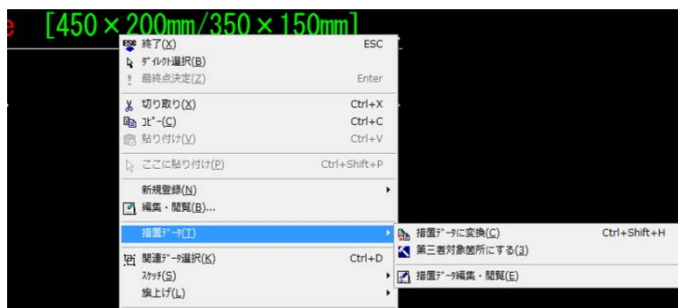 e [450×200mm/350×150mm]
終了(X) ESC
ﾀﾞｲﾚｸﾄ選択(B)
最終点決定(Z) Enter
切り取り(X) Ctrl+X
ｺﾋﾟｰ(C) Ctrl+C
貼り付け(V) Ctrl+V
ここに貼り付け(P) Ctrl+Shift+P
新規登録(N)
編集・閲覧(B)...
措置ﾃﾞｰﾀ(T)
措置ﾃﾞｰﾀに変換(C) Ctrl+Shift+H
第三者対象箇所にする(3)
関連ﾃﾞｰﾀ選択(K) Ctrl+D
措置ﾃﾞｰﾀ編集・閲覧(E)
ｽｹｯﾁ(S)
旗上げ(L)